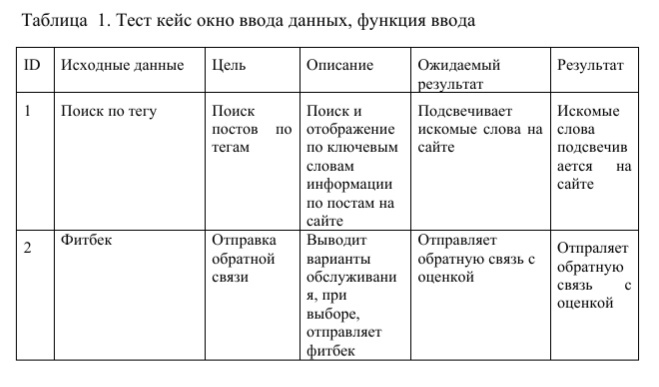 Таблица 1. Тест кейс окно ввода данных, функция ввода
ID Исходные данные Цель Описание Ожидаемый результат Результат
1 Поиск по тегу
Поиск
постов по
тегам
Поиск и
отображение
по ключевым
словам
информации
по постам на
сайте
Подсвечивает
искомые слова на
сайте
Искомые
слова
подсвечив
ается на
сайте
2 Фитбек
Отправка
обратной
связи
Выводит
варианты
обслуживани
я, при
выборе,
отправляет
фитбек
Отправляет
обратную связь с
оценкой
Отпраляет
обратную
связь с
оценкой